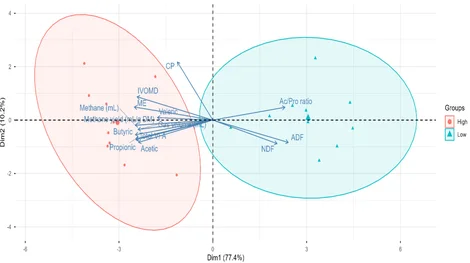 4
CP
2
IVOMD
ME
Methane (mL)
Valeric
Ac/Pro ratio
Groups
High
Low
0
Butyric
ADF
NDF
Propionic
Acetic
-2
-4
Dim2 (10.2%)
-6
-3
0
3
6
Dim1 (77.4%)